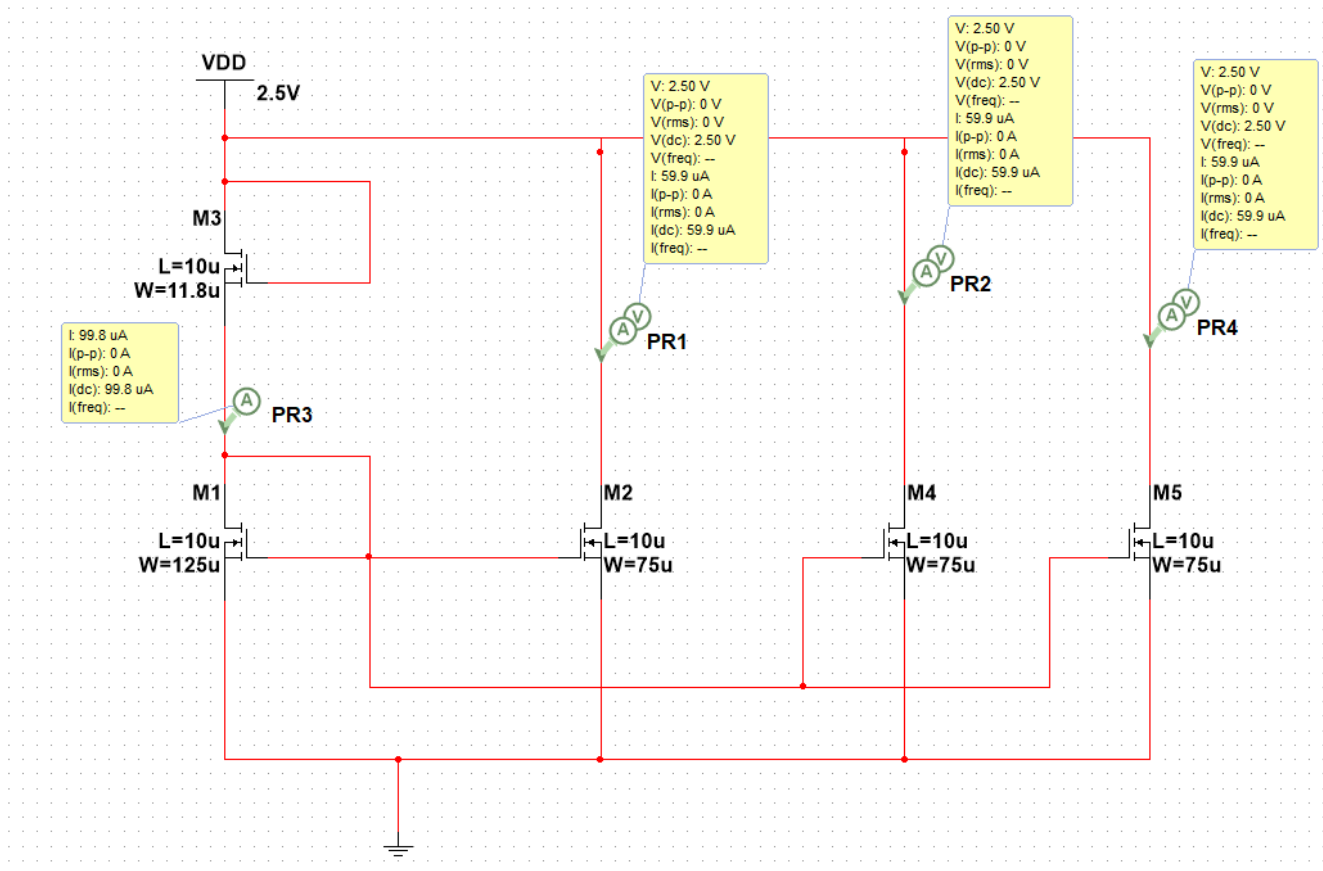 VDD
2.5V
M3
L=10u
W=11.8u
I: 99.8 uA
I(p-p): 0 A
I(rms): 0 A
I(dc): 99.8 uA
I(freq): --
A
PR3
M1
L=10u
W=125u
V: 2.50 V
V(p-p): 0 V
V(rms): 0 V
V(dc): 2.50 V
V(freq): --
I: 59.9 uA
I(p-p): 0 A
I(rms): 0 A
I(dc): 59.9 uA
I(freq): --
A V
PR1
M2
L=10u
W=75u
V: 2.50 V
V(p-p): 0 V
V(rms): 0 V
V(dc): 2.50 V
V(freq): --
I: 59.9 uA
I(p-p): 0 A
I(rms): 0 A
I(dc): 59.9 uA
I(freq): --
A V
PR2
M4
L=10u
W=75u
V: 2.50 V
V(p-p): 0 V
V(rms): 0 V
V(dc): 2.50 V
V(freq): --
I: 59.9 uA
I(p-p): 0 A
I(rms): 0 A
I(dc): 59.9 uA
I(freq): --
A V
PR4
M5
L=10u
W=75u